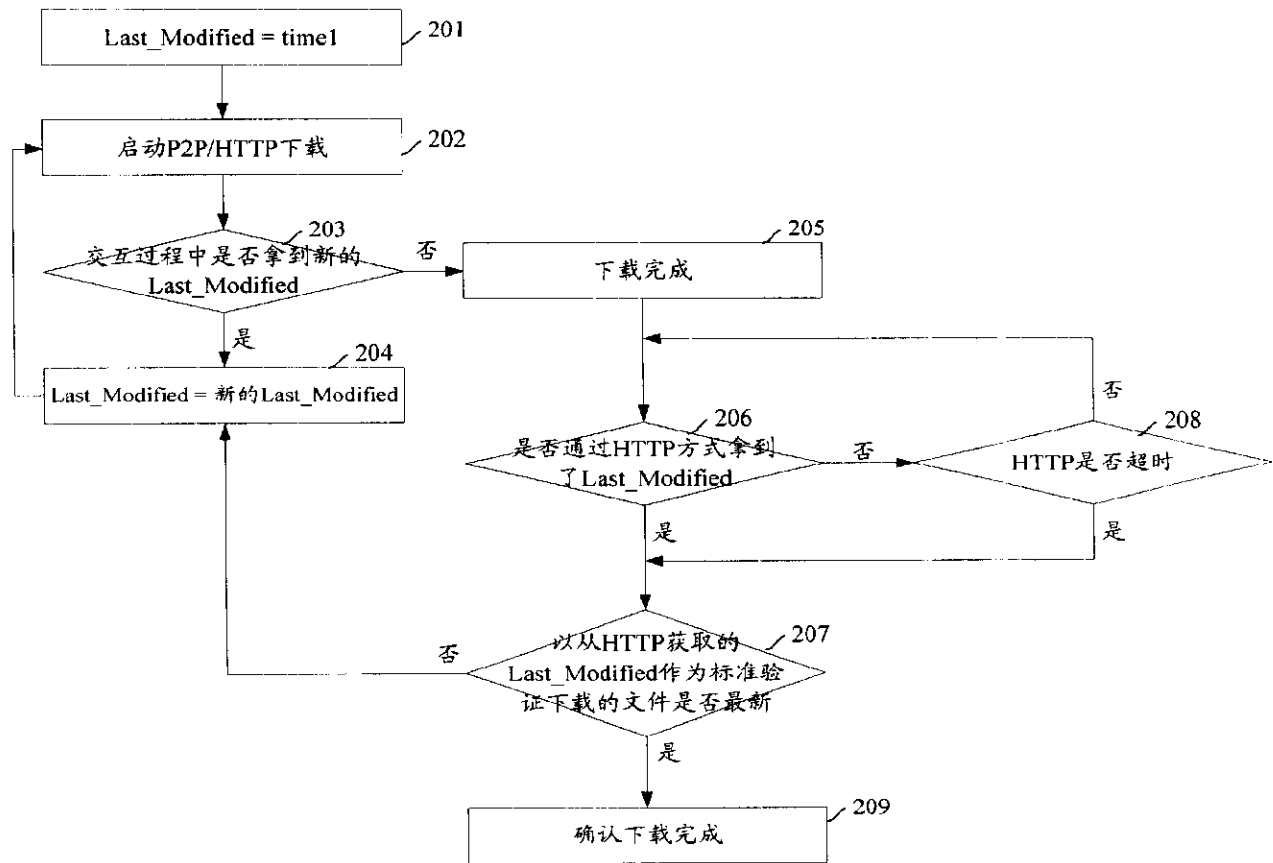 Last_Modified = time1
201
启动P2P/HTTP下载
202
203
交互过程中是否拿到新的
Last_Modified
否
205
下载完成
是
204
Last_Modified = 新的Last_Modified
否
206
是否通过HTTP方式拿到
了Last_Modified
否
208
HTTP是否超时
是
是
207
以从HTTP获取的
Last_Modified作为标准验
证下载的文件是否最新
否
是
209
确认下载完成